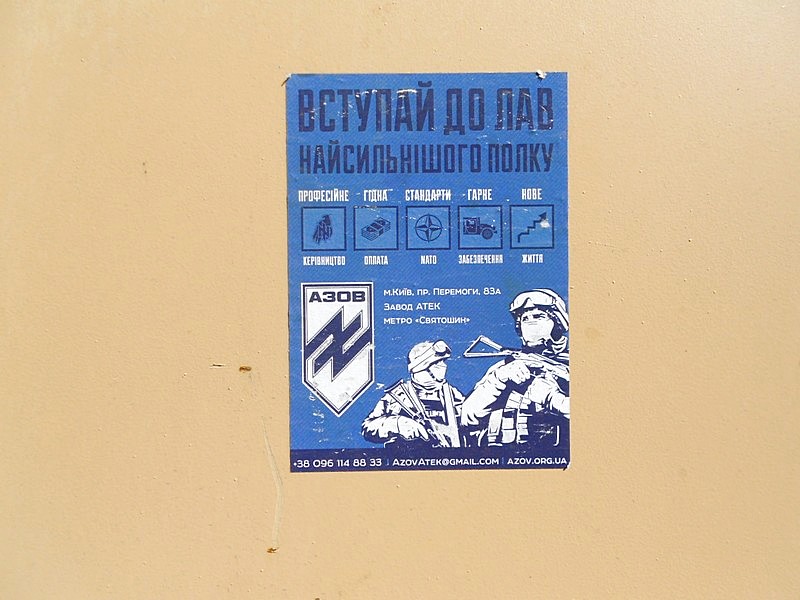 ВСТУПАЙ ДО ЛАВ
НАЙСИЛЬНІШОГО ПОЛКУ
ПРОФЕСІЙНЕ ГІДНА СТАНДАРТИ ГАРНЕ НОВЕ
КЕРІВНИЦТВО ОПЛАТА NATO ЗАБЕЗПЕЧЕННЯ ЖИТТЯ
АЗОВ
м.Київ, пр. Перемоги, 83а
Завод АТЕК
метро «Святошин»
+38 096 114 88 33 | AzovAtek@gmail.com | azov.org.ua